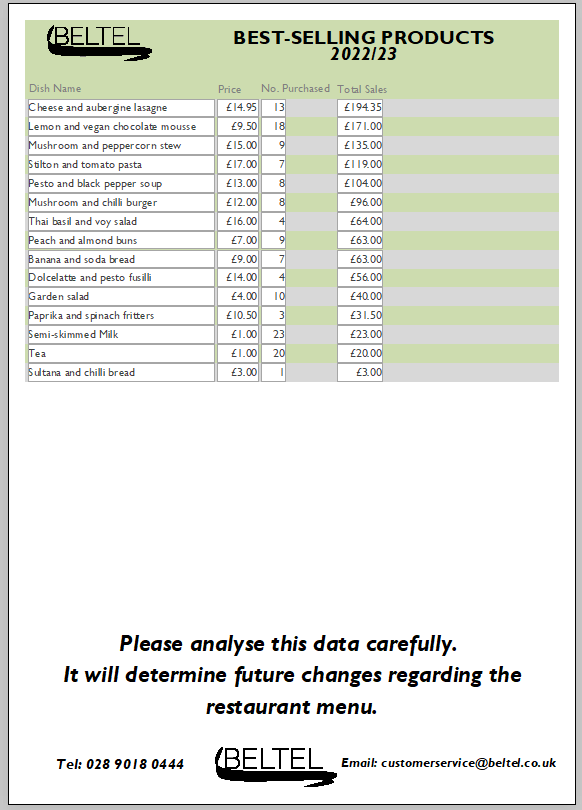 BELTEL
BEST-SELLING PRODUCTS
2022/23
Dish Name Price No. Purchased Total Sales
Cheese and aubergine lasagne £14.95 13 £194.35
Lemon and vegan chocolate mousse £9.50 18 £171.00
Mushroom and peppercorn stew £15.00 9 £135.00
Stilton and tomato pasta £17.00 7 £119.00
Pesto and black pepper soup £13.00 8 £104.00
Mushroom and chilli burger £12.00 8 £96.00
Thai basil and voy salad £16.00 4 £64.00
Peach and almond buns £7.00 9 £63.00
Banana and soda bread £9.00 7 £63.00
Dolcelatte and pesto fusilli £14.00 4 £56.00
Garden salad £4.00 10 £40.00
Paprika and spinach fritters £10.50 3 £31.50
Semi-skimmed Milk £1.00 23 £23.00
Tea £1.00 20 £20.00
Sultana and chilli bread £3.00 1 £3.00
Please analyse this data carefully.
It will determine future changes regarding the
restaurant menu.
Tel: 028 9018 0444 BELTEL Email: customerservice@beltel.co.uk